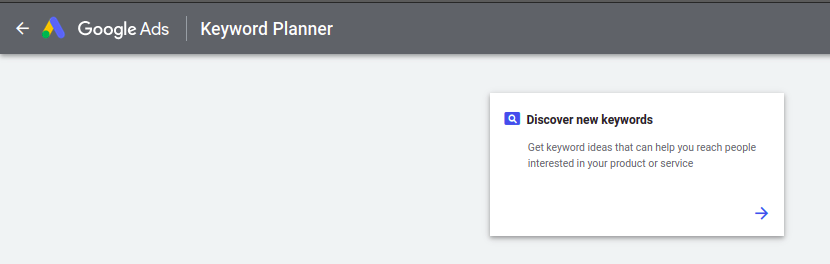 Google Ads Keyword Planner
Discover new keywords
Get keyword ideas that can help you reach people
interested in your product or service